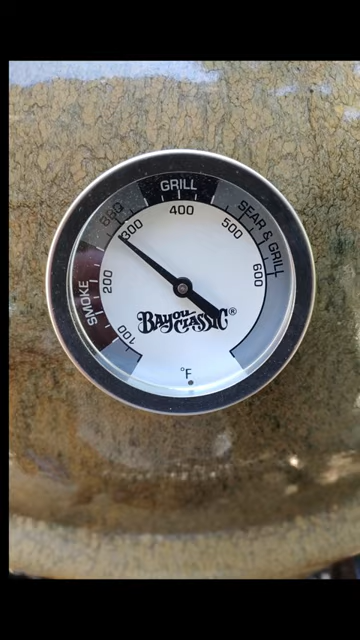 GRILL
BBQ
SEAR & GRILL
SMOKE
100
200
300
400
500
600
BAYOU CLASSIC®
°F